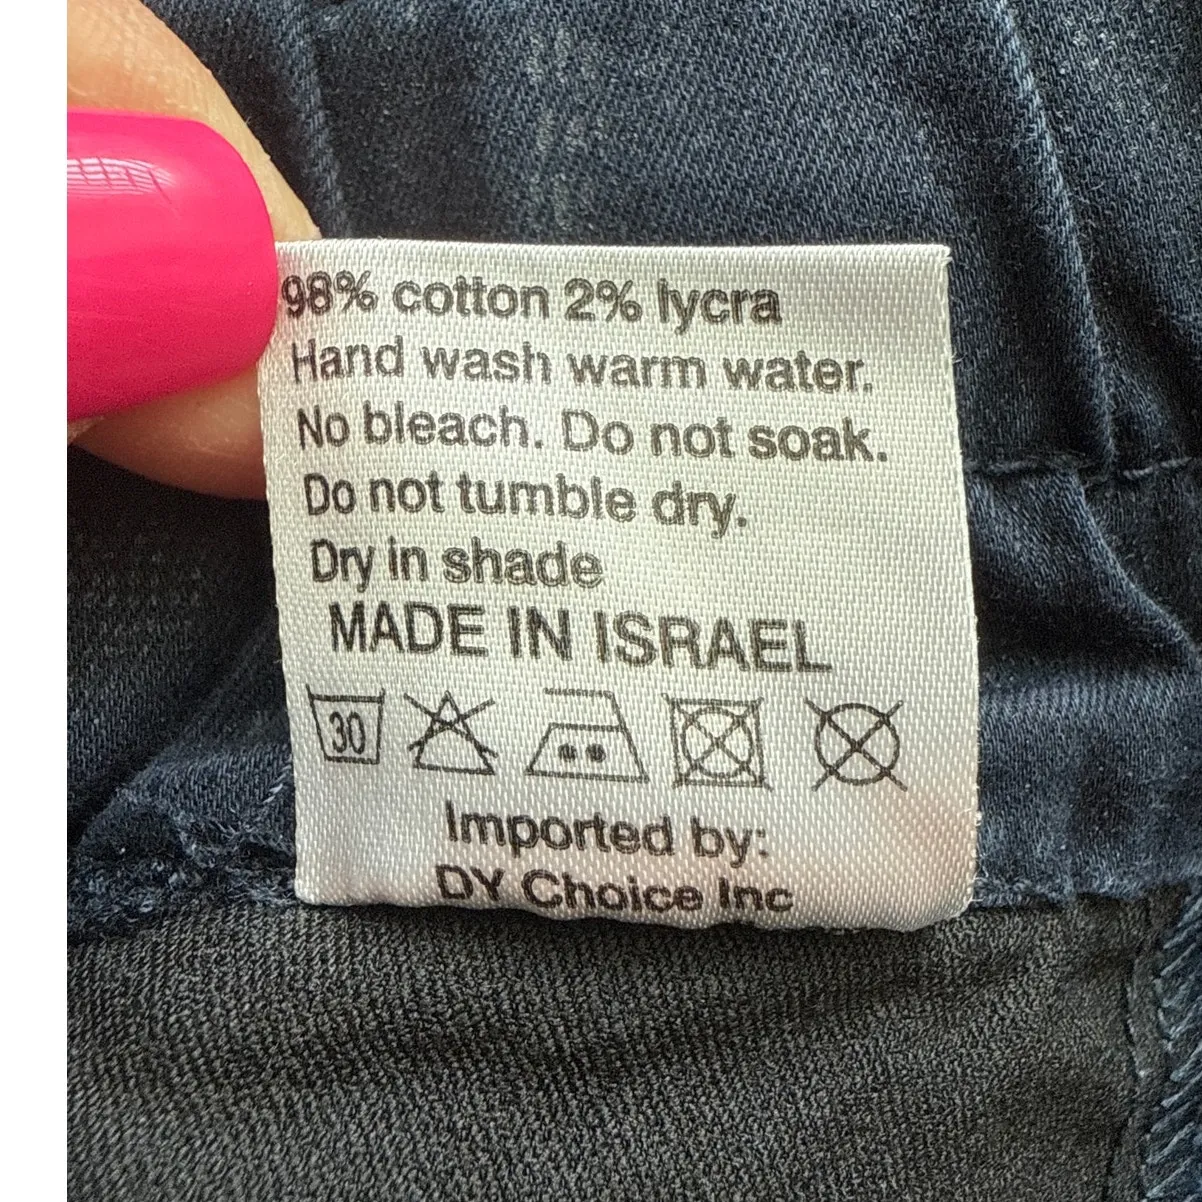 98% cotton 2% lycra
Hand wash warm water.
No bleach. Do not soak.
Do not tumble dry.
Dry in shade
MADE IN ISRAEL
30
Imported by:
DY Choice Inc